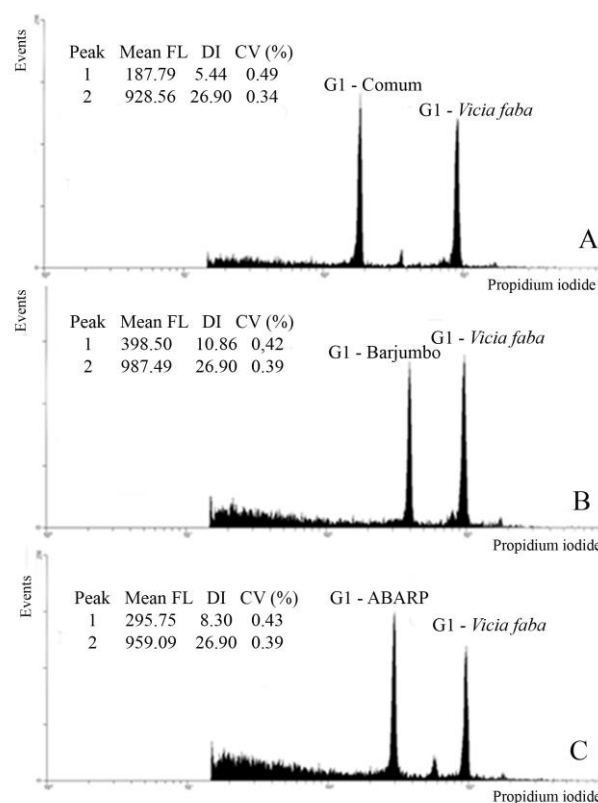 Events
Peak Mean FL DI CV (%)
1 187.79 5.44 0.49
2 928.56 26.90 0.34
G1 - Comum
G1 - Vicia faba
A
Propidium iodide
Events
Peak Mean FL DI CV (%)
1 398.50 10.86 0,42
2 987.49 26.90 0.39
G1 - Barjumbo
G1 - Vicia faba
B
Propidium iodide
Events
Peak Mean FL DI CV (%)
1 295.75 8.30 0.43
2 959.09 26.90 0.39
G1 - ABARP
G1 - Vicia faba
C
Propidium iodide